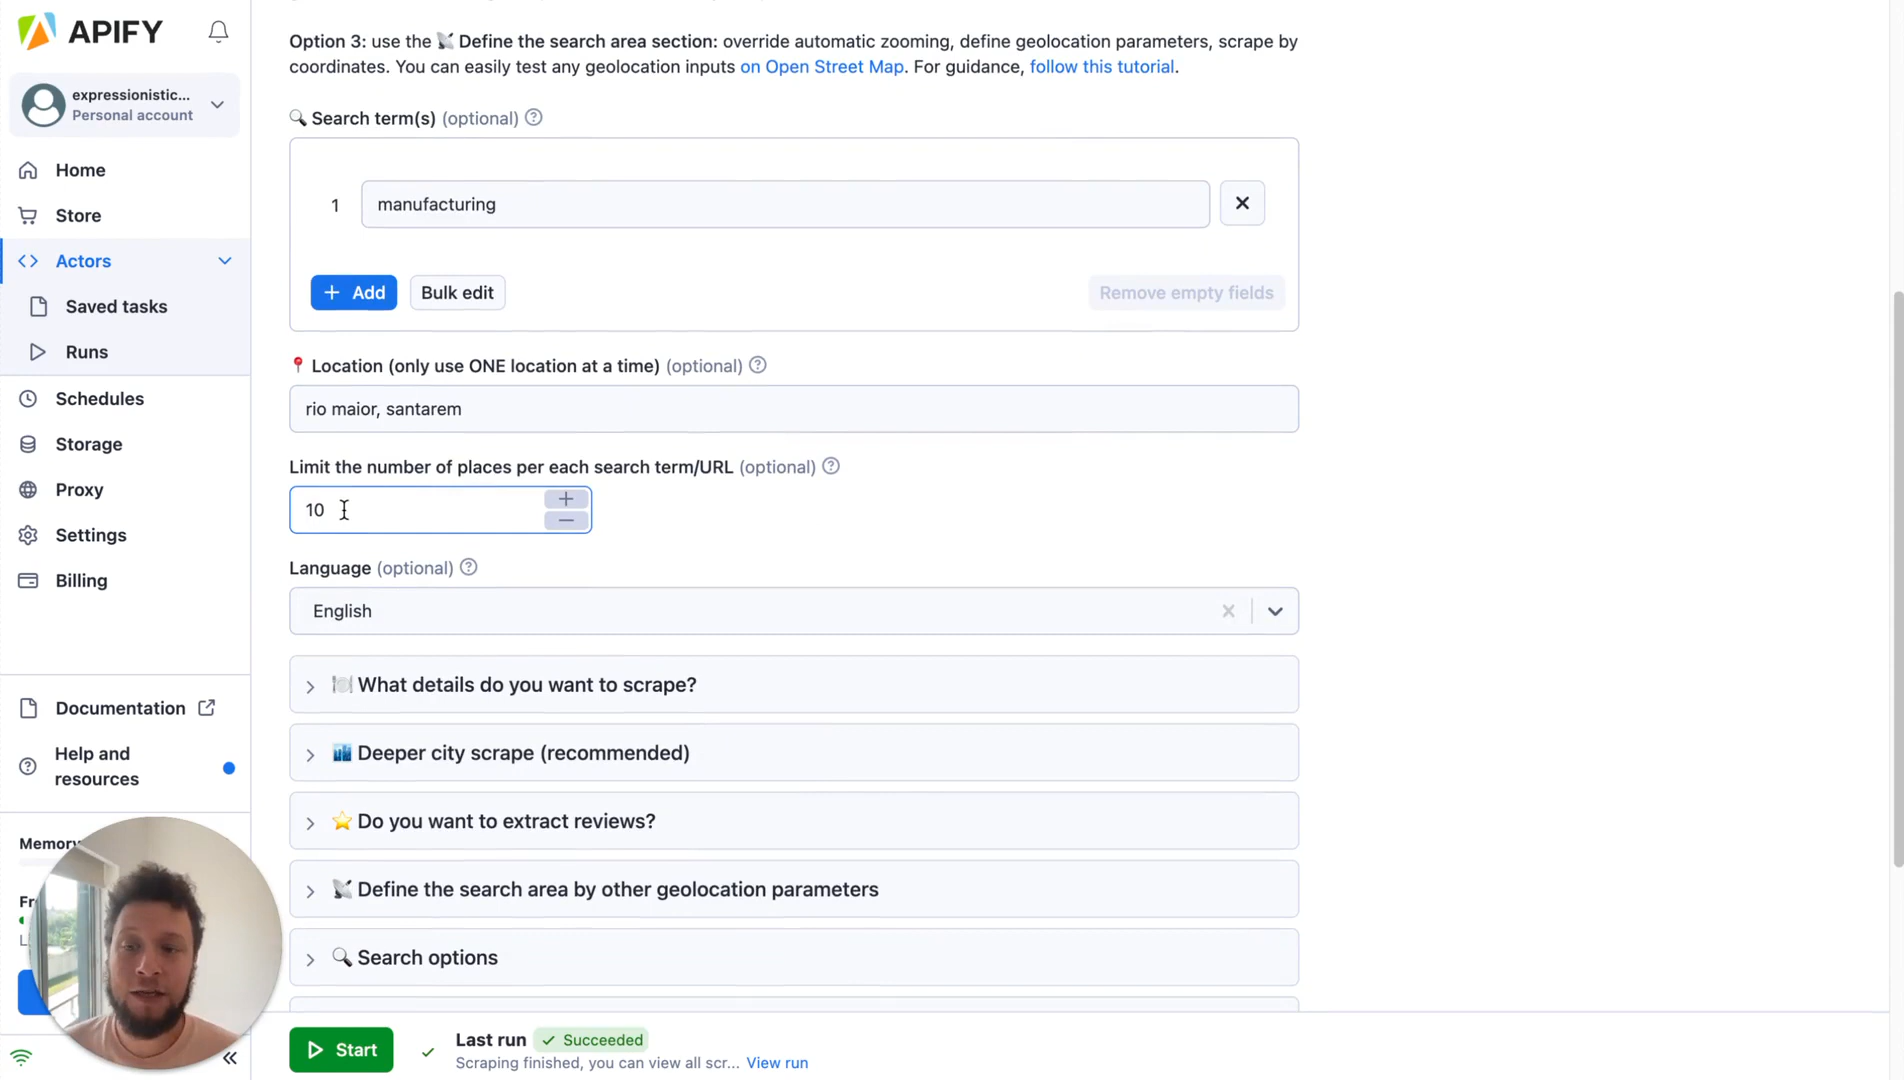 APIFY
expressionistic...
Personal account
Home
Store
Actors
Saved tasks
Runs
Schedules
Storage
Proxy
Settings
Billing
Documentation
Help and
resources
Option 3: use the 📡 Define the search area section: override automatic zooming, define geolocation parameters, scrape by
coordinates. You can easily test any geolocation inputs on Open Street Map. For guidance, follow this tutorial.
🔍 Search term(s) (optional)
1 manufacturing
+ Add Bulk edit Remove empty fields
📍 Location (only use ONE location at a time) (optional)
rio maior, santarem
Limit the number of places per each search term/URL (optional)
10
Language (optional)
English
🍽 What details do you want to scrape?
🏙 Deeper city scrape (recommended)
⭐ Do you want to extract reviews?
📡 Define the search area by other geolocation parameters
🔍 Search options
Start
Last run ✓ Succeeded
Scraping finished, you can view all scr... View run